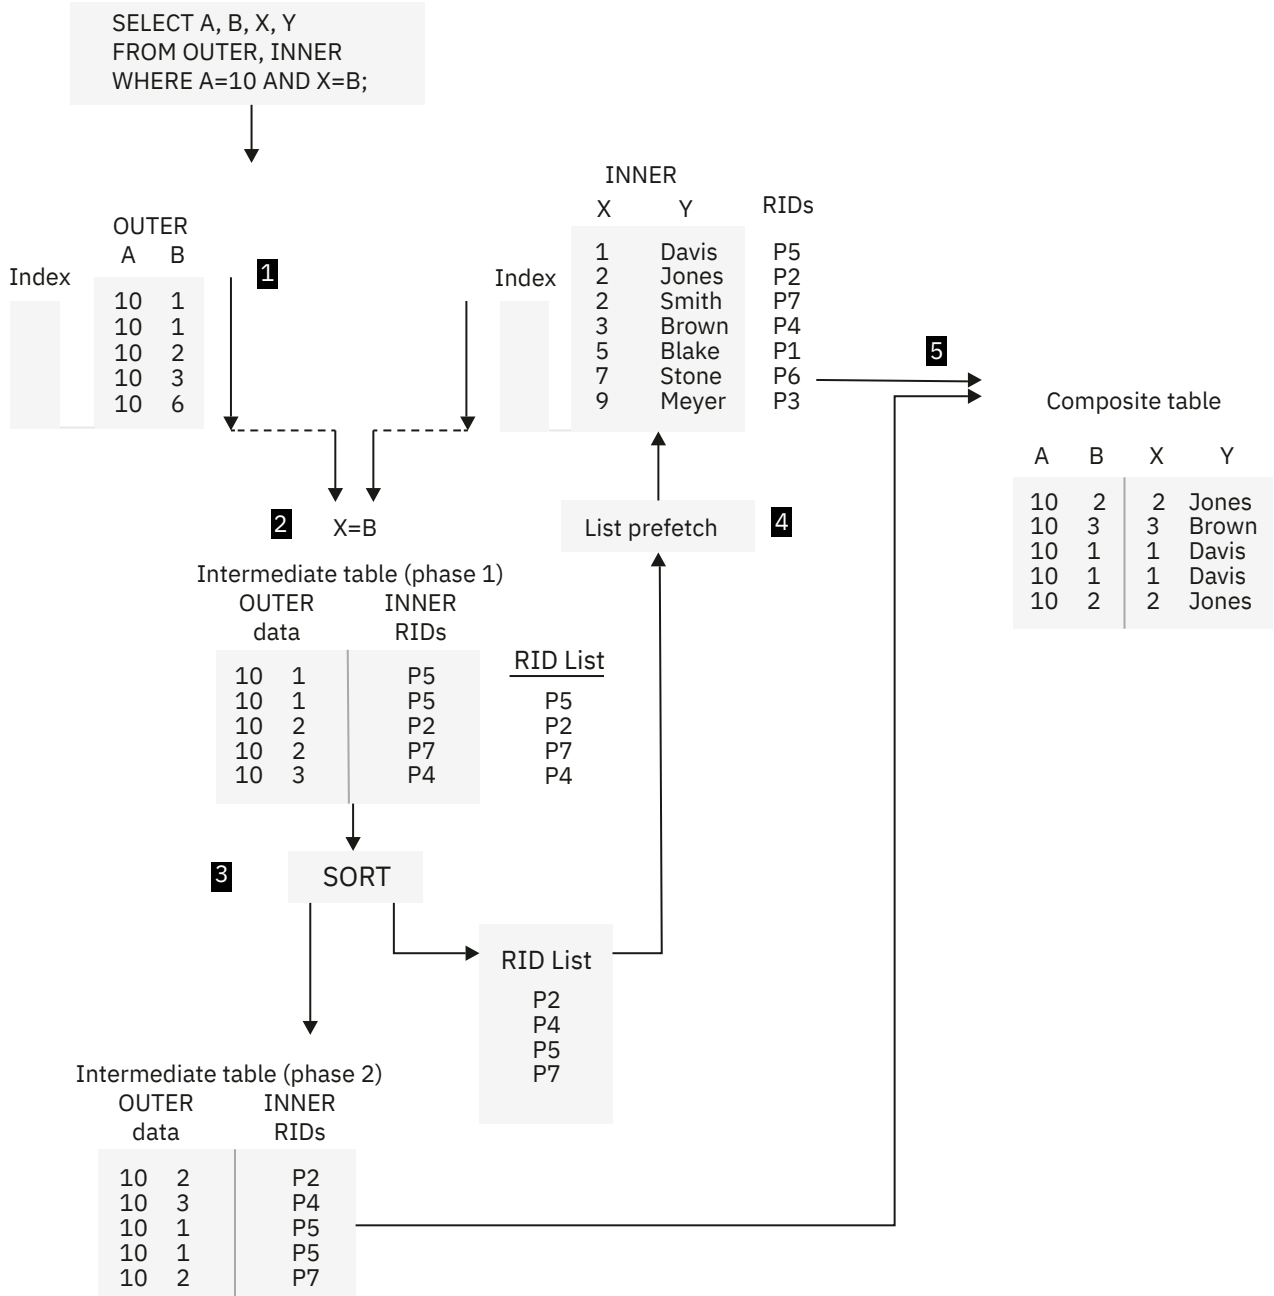 SELECT A, B, X, Y
FROM OUTER, INNER
WHERE A=10 AND X=B;
OUTER
A B
Index
10 1
10 1
10 2
10 3
10 6
1
INNER
X Y RIDs
Index
1 Davis P5
2 Jones P2
2 Smith P7
3 Brown P4
5 Blake P1
7 Stone P6
9 Meyer P3
5
Composite table
A B X Y
10 2 2 Jones
10 3 3 Brown
10 1 1 Davis
10 1 1 Davis
10 2 2 Jones
2 X=B
List prefetch 4
Intermediate table (phase 1)
OUTER INNER
data RIDs
10 1 P5
10 1 P5
10 2 P2
10 2 P7
10 3 P4
RID List
P5
P2
P7
P4
3 SORT
RID List
P2
P4
P5
P7
Intermediate table (phase 2)
OUTER INNER
data RIDs
10 2 P2
10 3 P4
10 1 P5
10 1 P5
10 2 P7